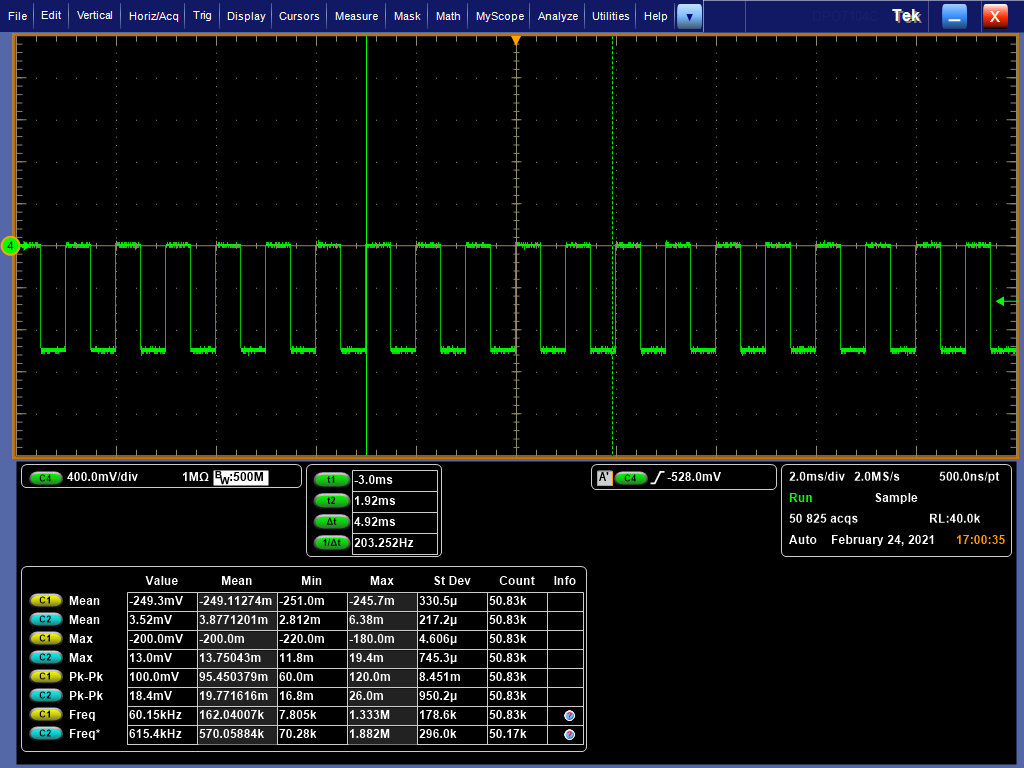 File Edit Vertical Horiz/Acq Trig Display Cursors Measure Mask Math MyScope Analyze Utilities Help ▼ Tek X
4
C4 400.0mV/div 1MΩ BW:500M
t1 -3.0ms
t2 1.92ms
Δt 4.92ms
1/Δt 203.252Hz
A' C4 -528.0mV
2.0ms/div 2.0MS/s 500.0ns/pt
Run Sample
50 825 acqs RL:40.0k
Auto February 24, 2021 17:00:35
Value Mean Min Max St Dev Count Info
C1 Mean -249.3mV -249.11274m -251.0m -245.7m 330.5µ 50.83k
C2 Mean 3.52mV 3.8771201m 2.812m 6.38m 217.2µ 50.83k
C1 Max -200.0mV -200.0m -220.0m -180.0m 4.606µ 50.83k
C2 Max 13.0mV 13.75043m 11.8m 19.4m 745.3µ 50.83k
C1 Pk-Pk 100.0mV 95.450379m 60.0m 120.0m 8.451m 50.83k
C2 Pk-Pk 18.4mV 19.771616m 16.8m 26.0m 950.2µ 50.83k
C1 Freq 60.15kHz 162.04007k 7.805k 1.333M 178.6k 50.83k ?
C2 Freq* 615.4kHz 570.05884k 70.28k 1.882M 296.0k 50.17k ?